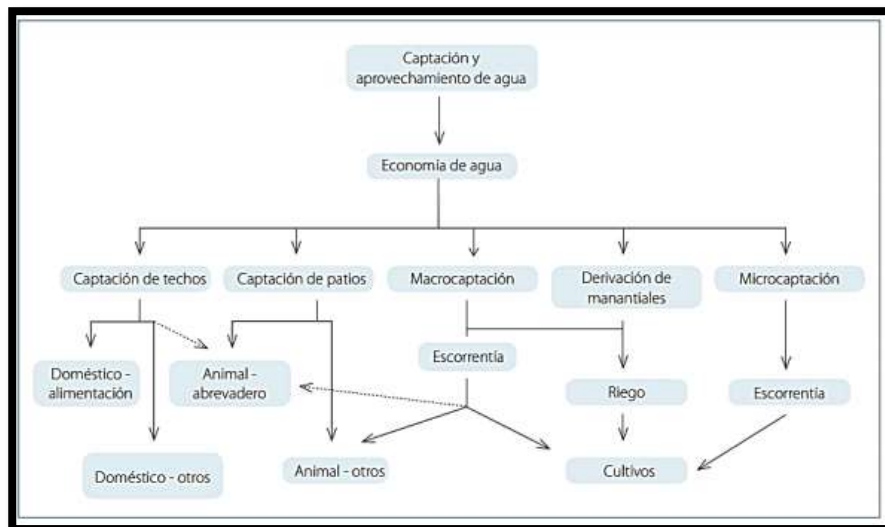 Captación y
aprovechamiento de agua
Economía de agua
Captación de techos
Captación de patios
Macrocaptación
Derivación de
manantiales
Microcaptación
Escorrentía
Doméstico -
alimentación
Animal -
abrevadero
Riego
Escorrentía
Doméstico - otros
Animal - otros
Cultivos